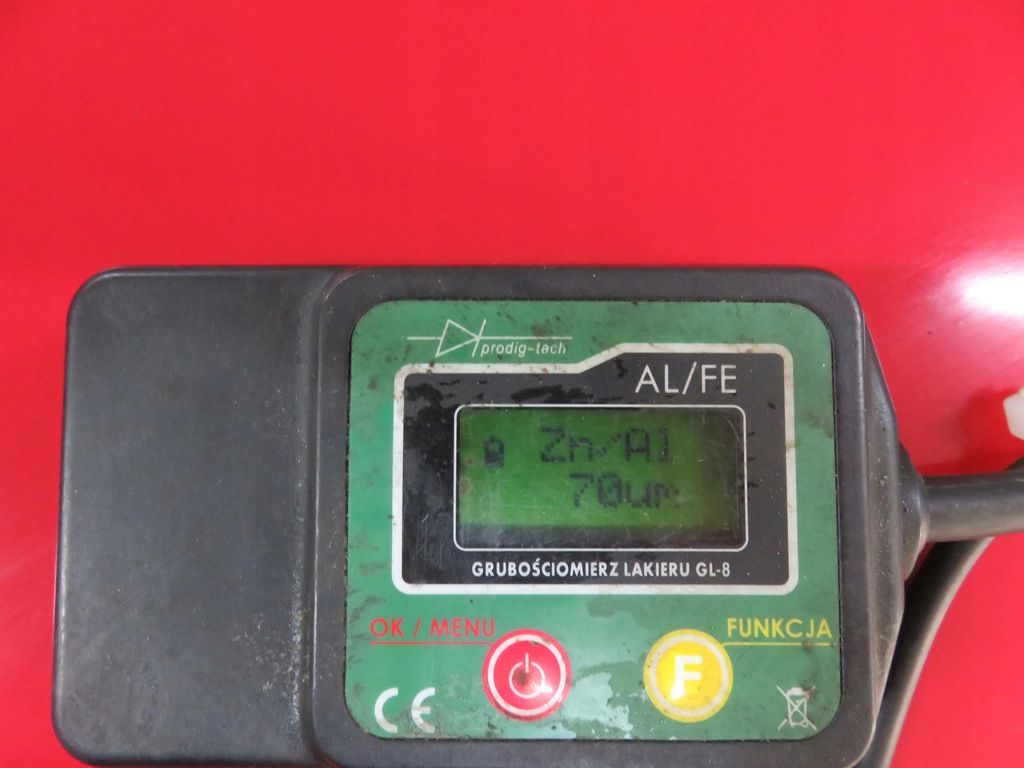 prodig-tech
AL/FE
Zn/Al
70um
GRUBOŚCIOMIERZ LAKIERU GL-8
OK / MENU
FUNKCJA
F
CE